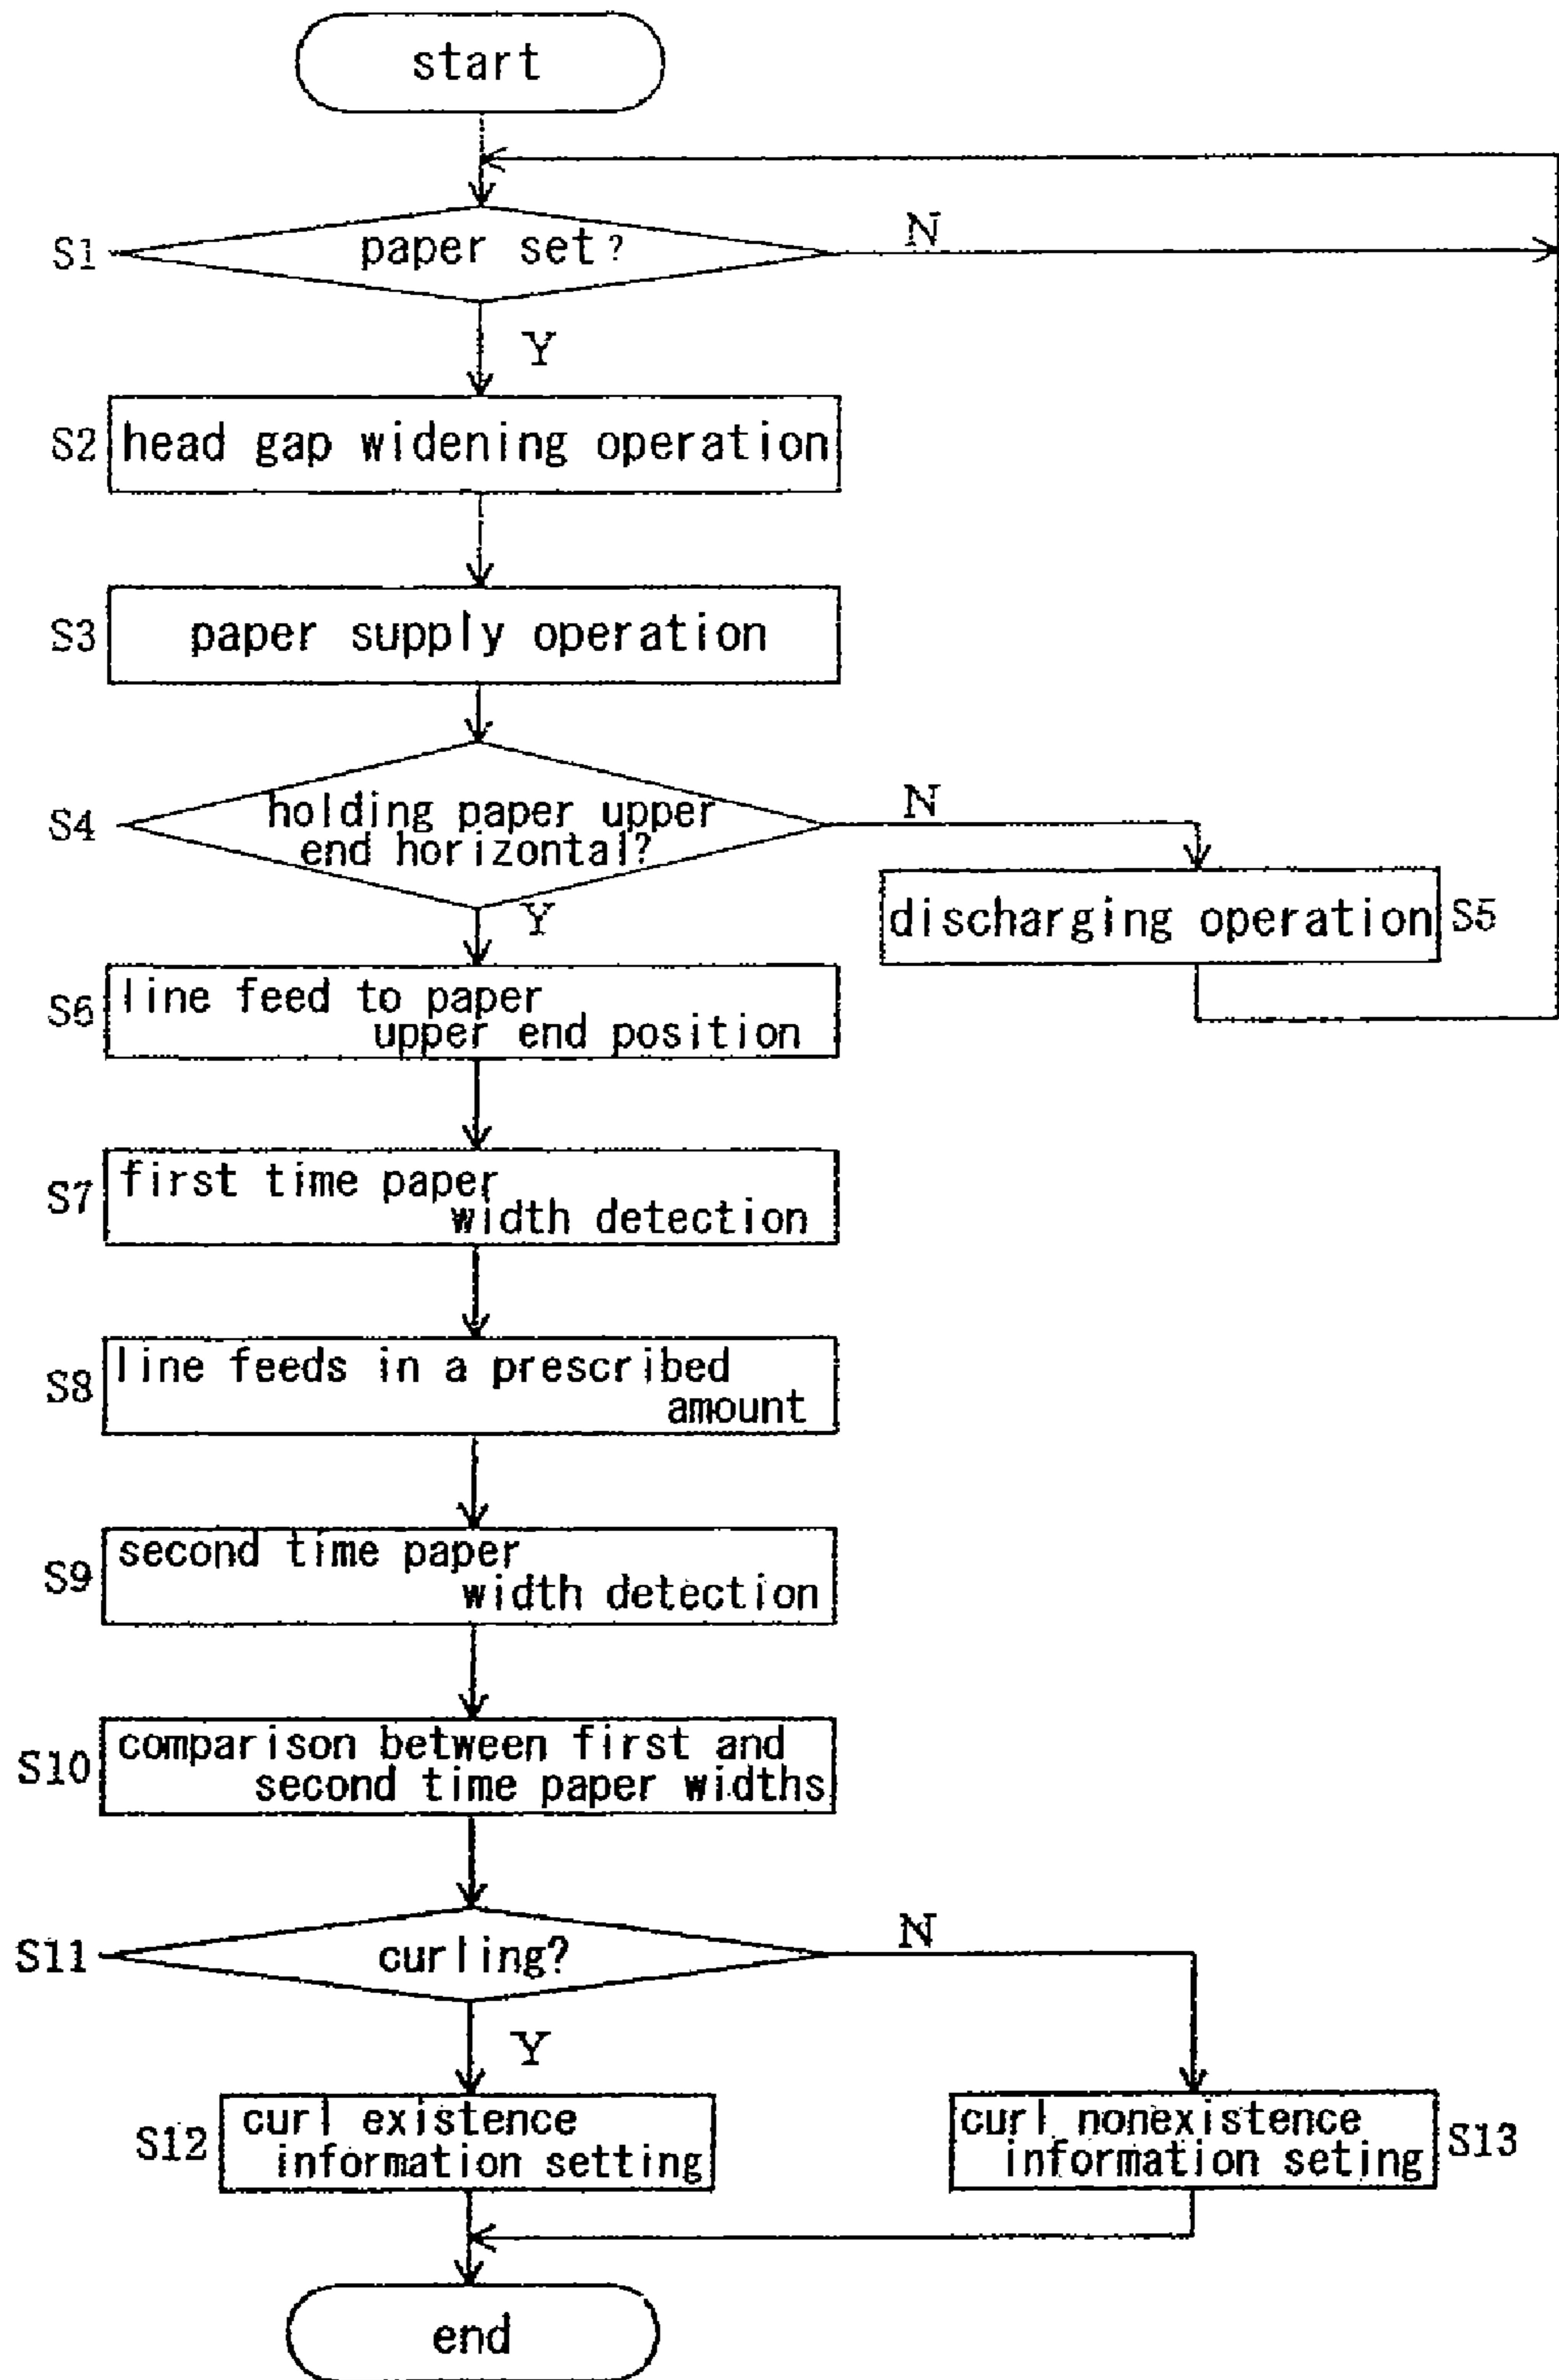 start
S1
paper set?
N
Y
S2
head gap widening operation
S3
paper supply operation
S4
holding paper upper
end horizontal?
N
Y
discharging operation
S5
S6
line feed to paper
upper end position
S7
first time paper
width detection
S8
line feeds in a prescribed
amount
S9
second time paper
width detection
S10
comparison between first and
second time paper widths
S11
curling?
N
Y
S12
curl existence
information setting
curl nonexistence
information seting
S13
end